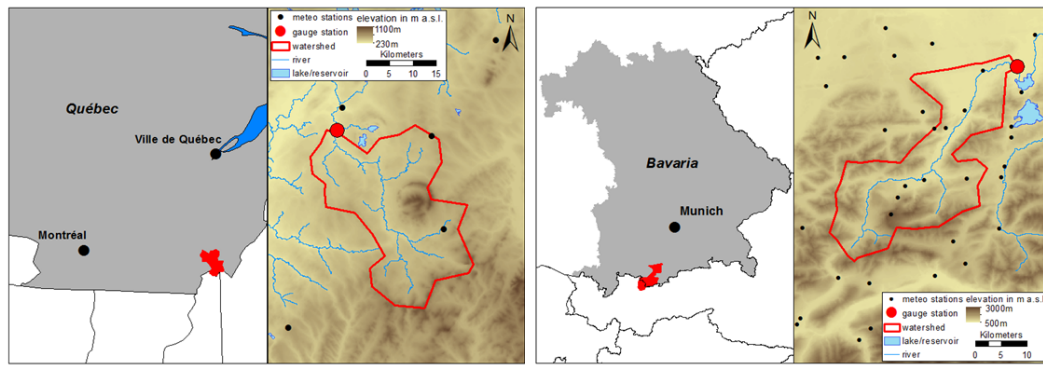 Québec
Ville de Québec
Montréal
meteo stations
gauge station
watershed
river
lake/reservoir
elevation in m a.s.l.
1100m
230m
Kilometers
0 5 10 15
N
Bavaria
Munich
N
meteo stations
gauge station
watershed
lake/reservoir
river
elevation in m a.s.l.
3000m
500m
Kilometers
0 5 10